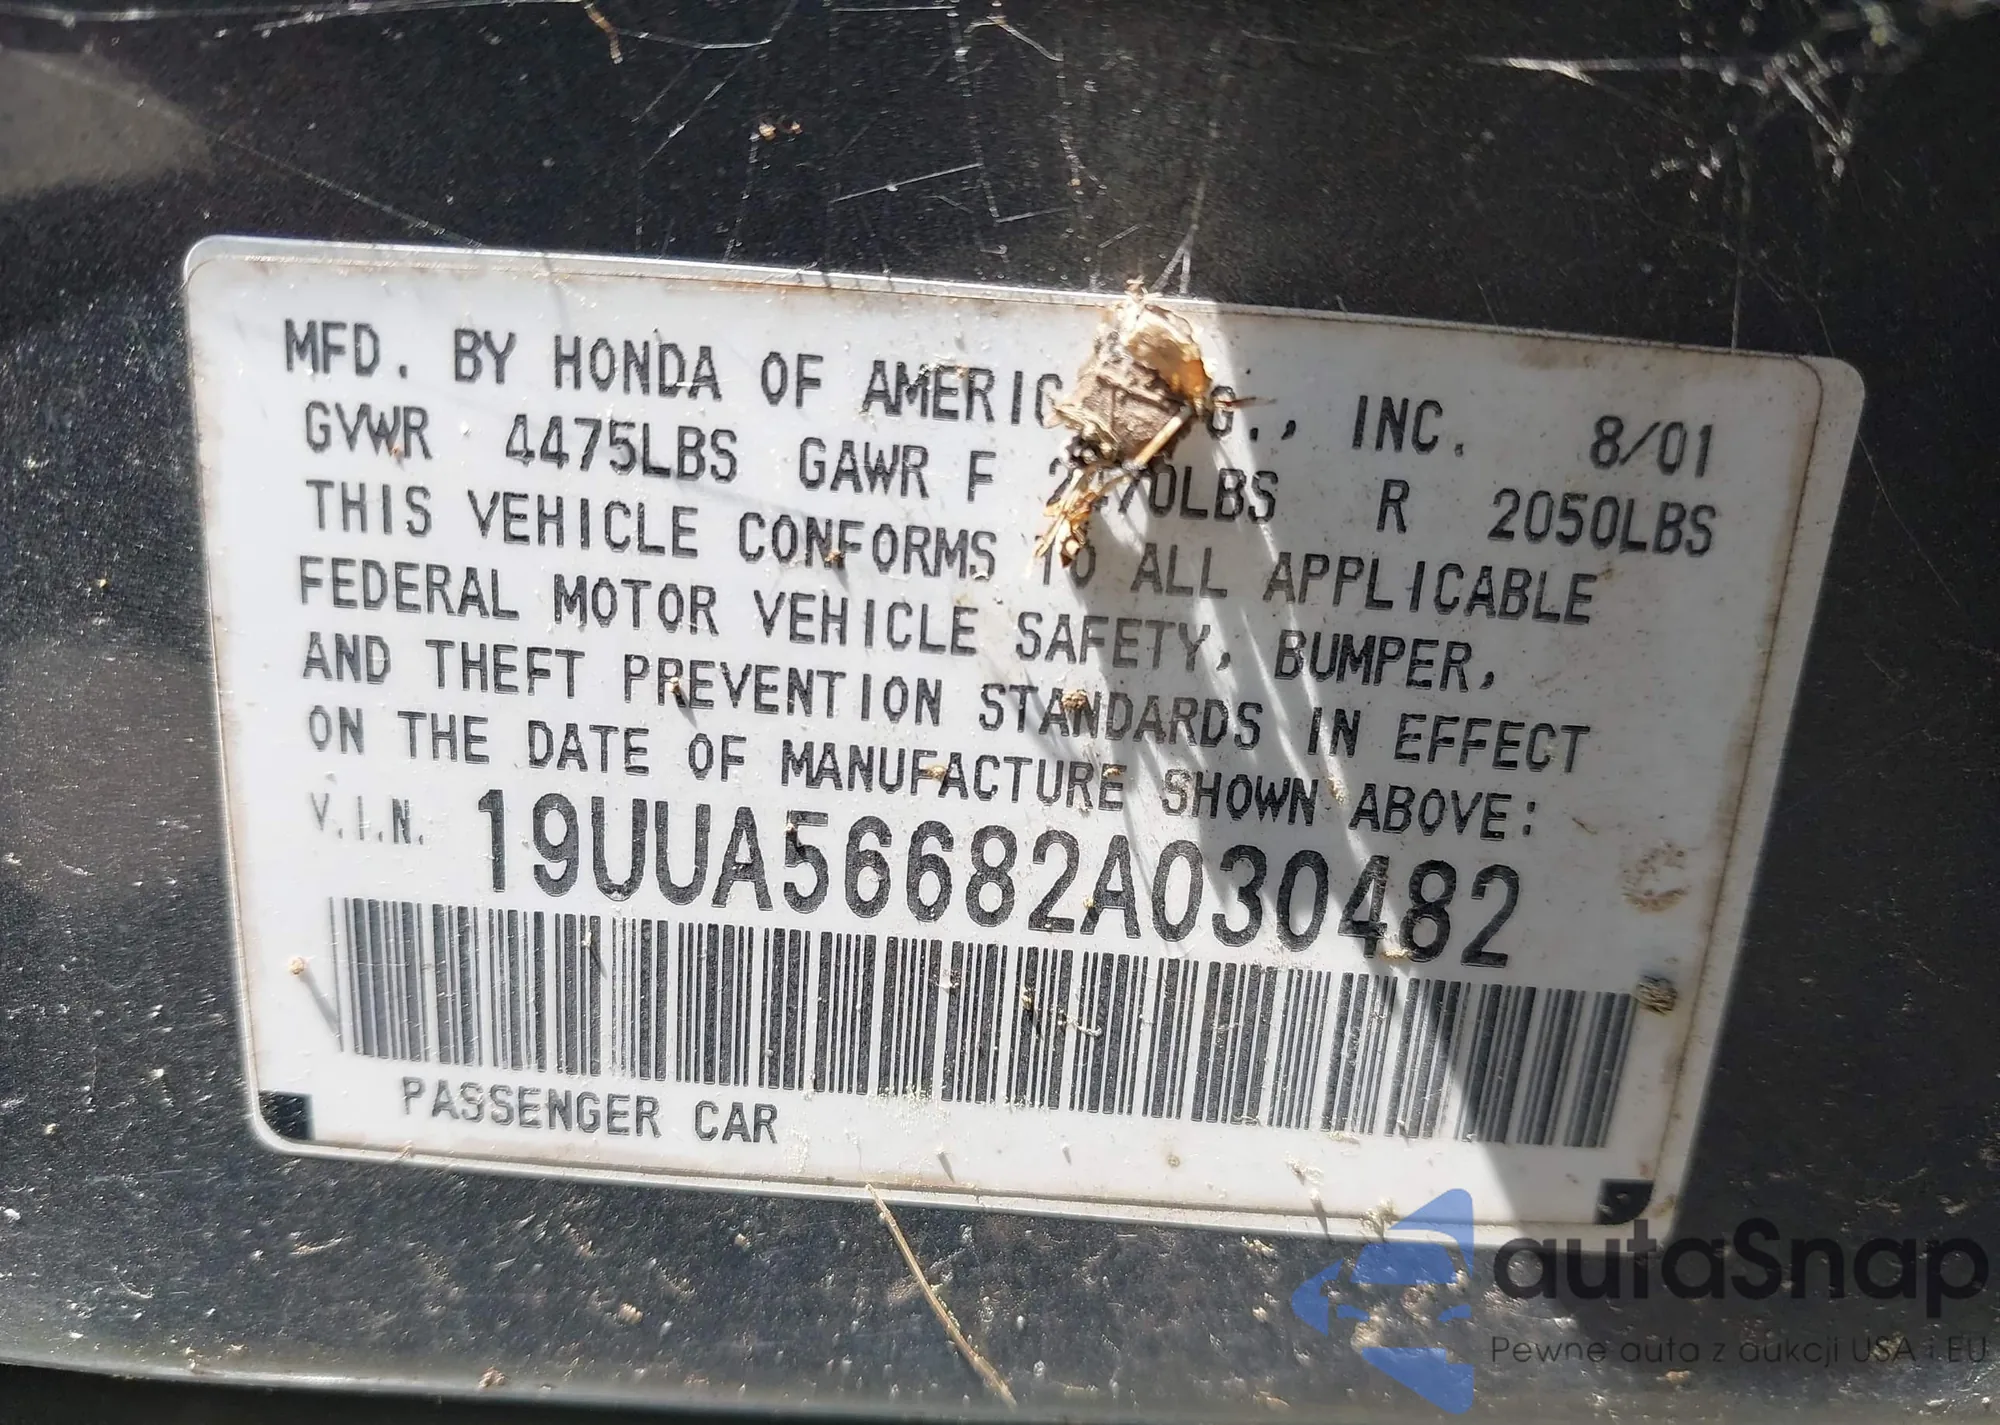 MFD. BY HONDA OF INC. 8/01
GVWR 4475LBS GAWR F R 2050LBS
THIS VEHICLE CONFORMS TO ALL APPLICABLE
FEDERAL MOTOR VEHICLE SAFETY, BUMPER,
AND THEFT PREVENTION STANDARDS IN EFFECT
ON THE DATE OF MANUFACTURE SHOWN ABOVE:
V.I.N. 19UUA56682A030482
PASSENGER CAR
autaSnap
Pewne auta z aukcji USA i EU